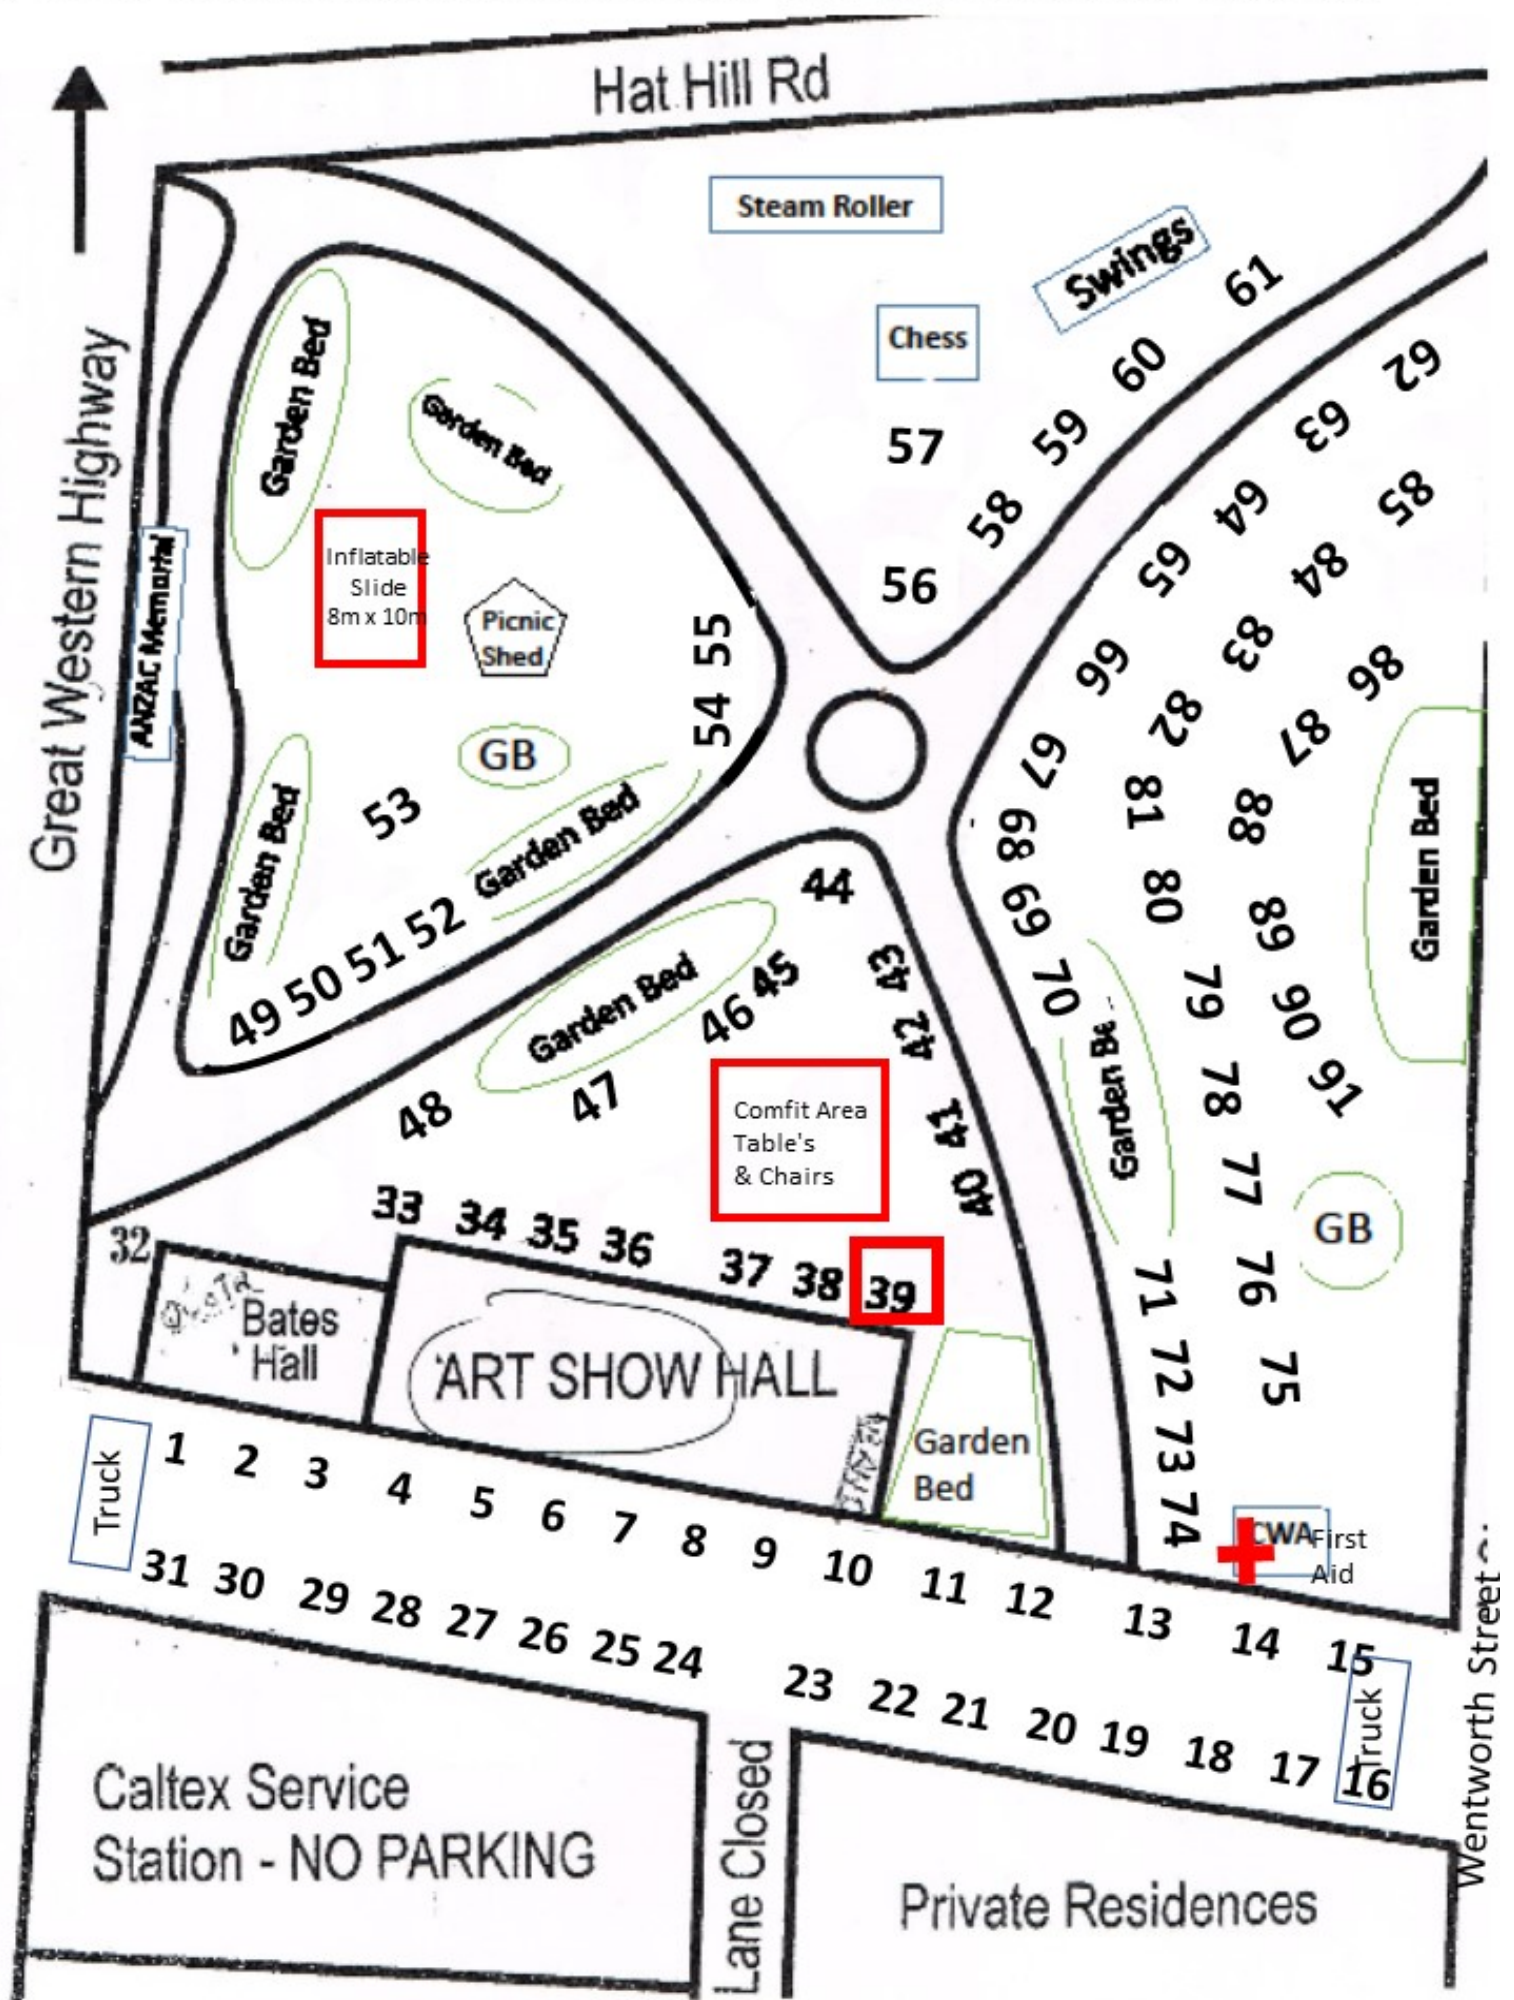 Hat Hill Rd
Steam Roller
Swings
61
Chess
60
62
Garden Bed
Garden Bed
57
59
63
Great Western Highway
58
64
85
Inflatable
Slide
8m x 10m
56
65
84
ANZAC Memorial
Picnic
Shed
55
66
83
86
54
67
82
87
GB
53
Garden Bed
Garden Bed
68
81
88
Garden Bed
44
69
80
89
49 50 51 52
Garden Bed
45
46
43
70
79
90
42
48
47
Comfit Area
Table's
& Chairs
41
Garden Be
78
91
40
77
GB
32
33
34 35 36
37 38 39
71
76
Bates
Hall
ART SHOW HALL
72
75
Garden
Bed
73
74
CWA
First
Aid
Truck
1 2 3 4 5 6 7 8 9 10 11 12 13 14 15
31 30 29 28 27 26 25 24 23 22 21 20 19 18 17 16
Truck
Wentworth Street
Caltex Service
Station - NO PARKING
Lane Closed
Private Residences